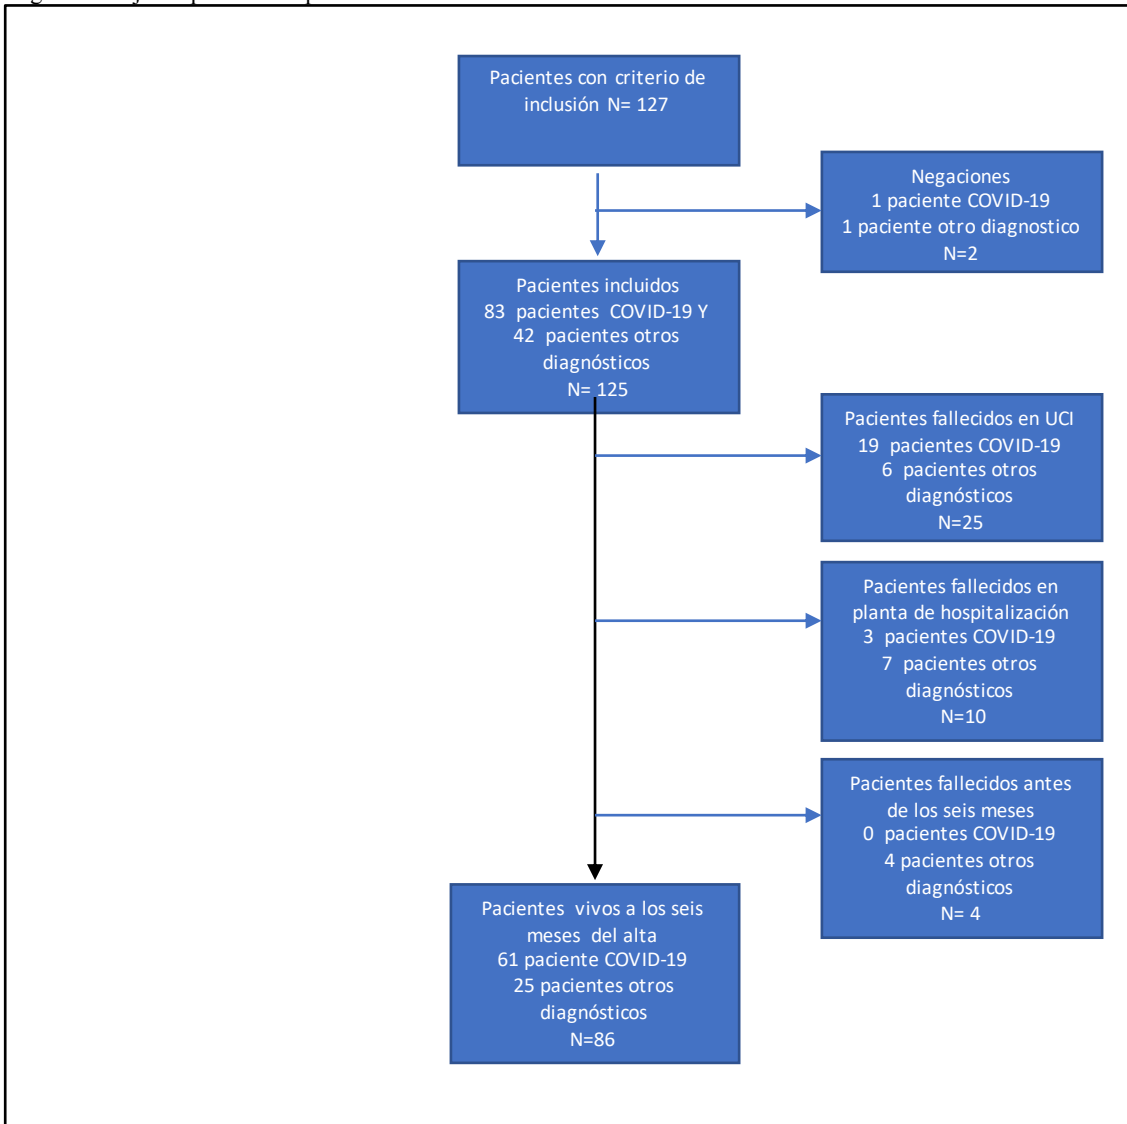 Pacientes con criterio de
inclusión N= 127
Negaciones
1 paciente COVID-19
1 paciente otro diagnostico
N=2
Pacientes incluidos
83 pacientes COVID-19 Y
42 pacientes otros
diagnósticos
N= 125
Pacientes fallecidos en UCI
19 pacientes COVID-19
6 pacientes otros
diagnósticos
N=25
Pacientes fallecidos en
planta de hospitalización
3 pacientes COVID-19
7 pacientes otros
diagnósticos
N=10
Pacientes fallecidos antes
de los seis meses
0 pacientes COVID-19
4 pacientes otros
diagnósticos
N= 4
Pacientes vivos a los seis
meses del alta
61 paciente COVID-19
25 pacientes otros
diagnósticos
N=86